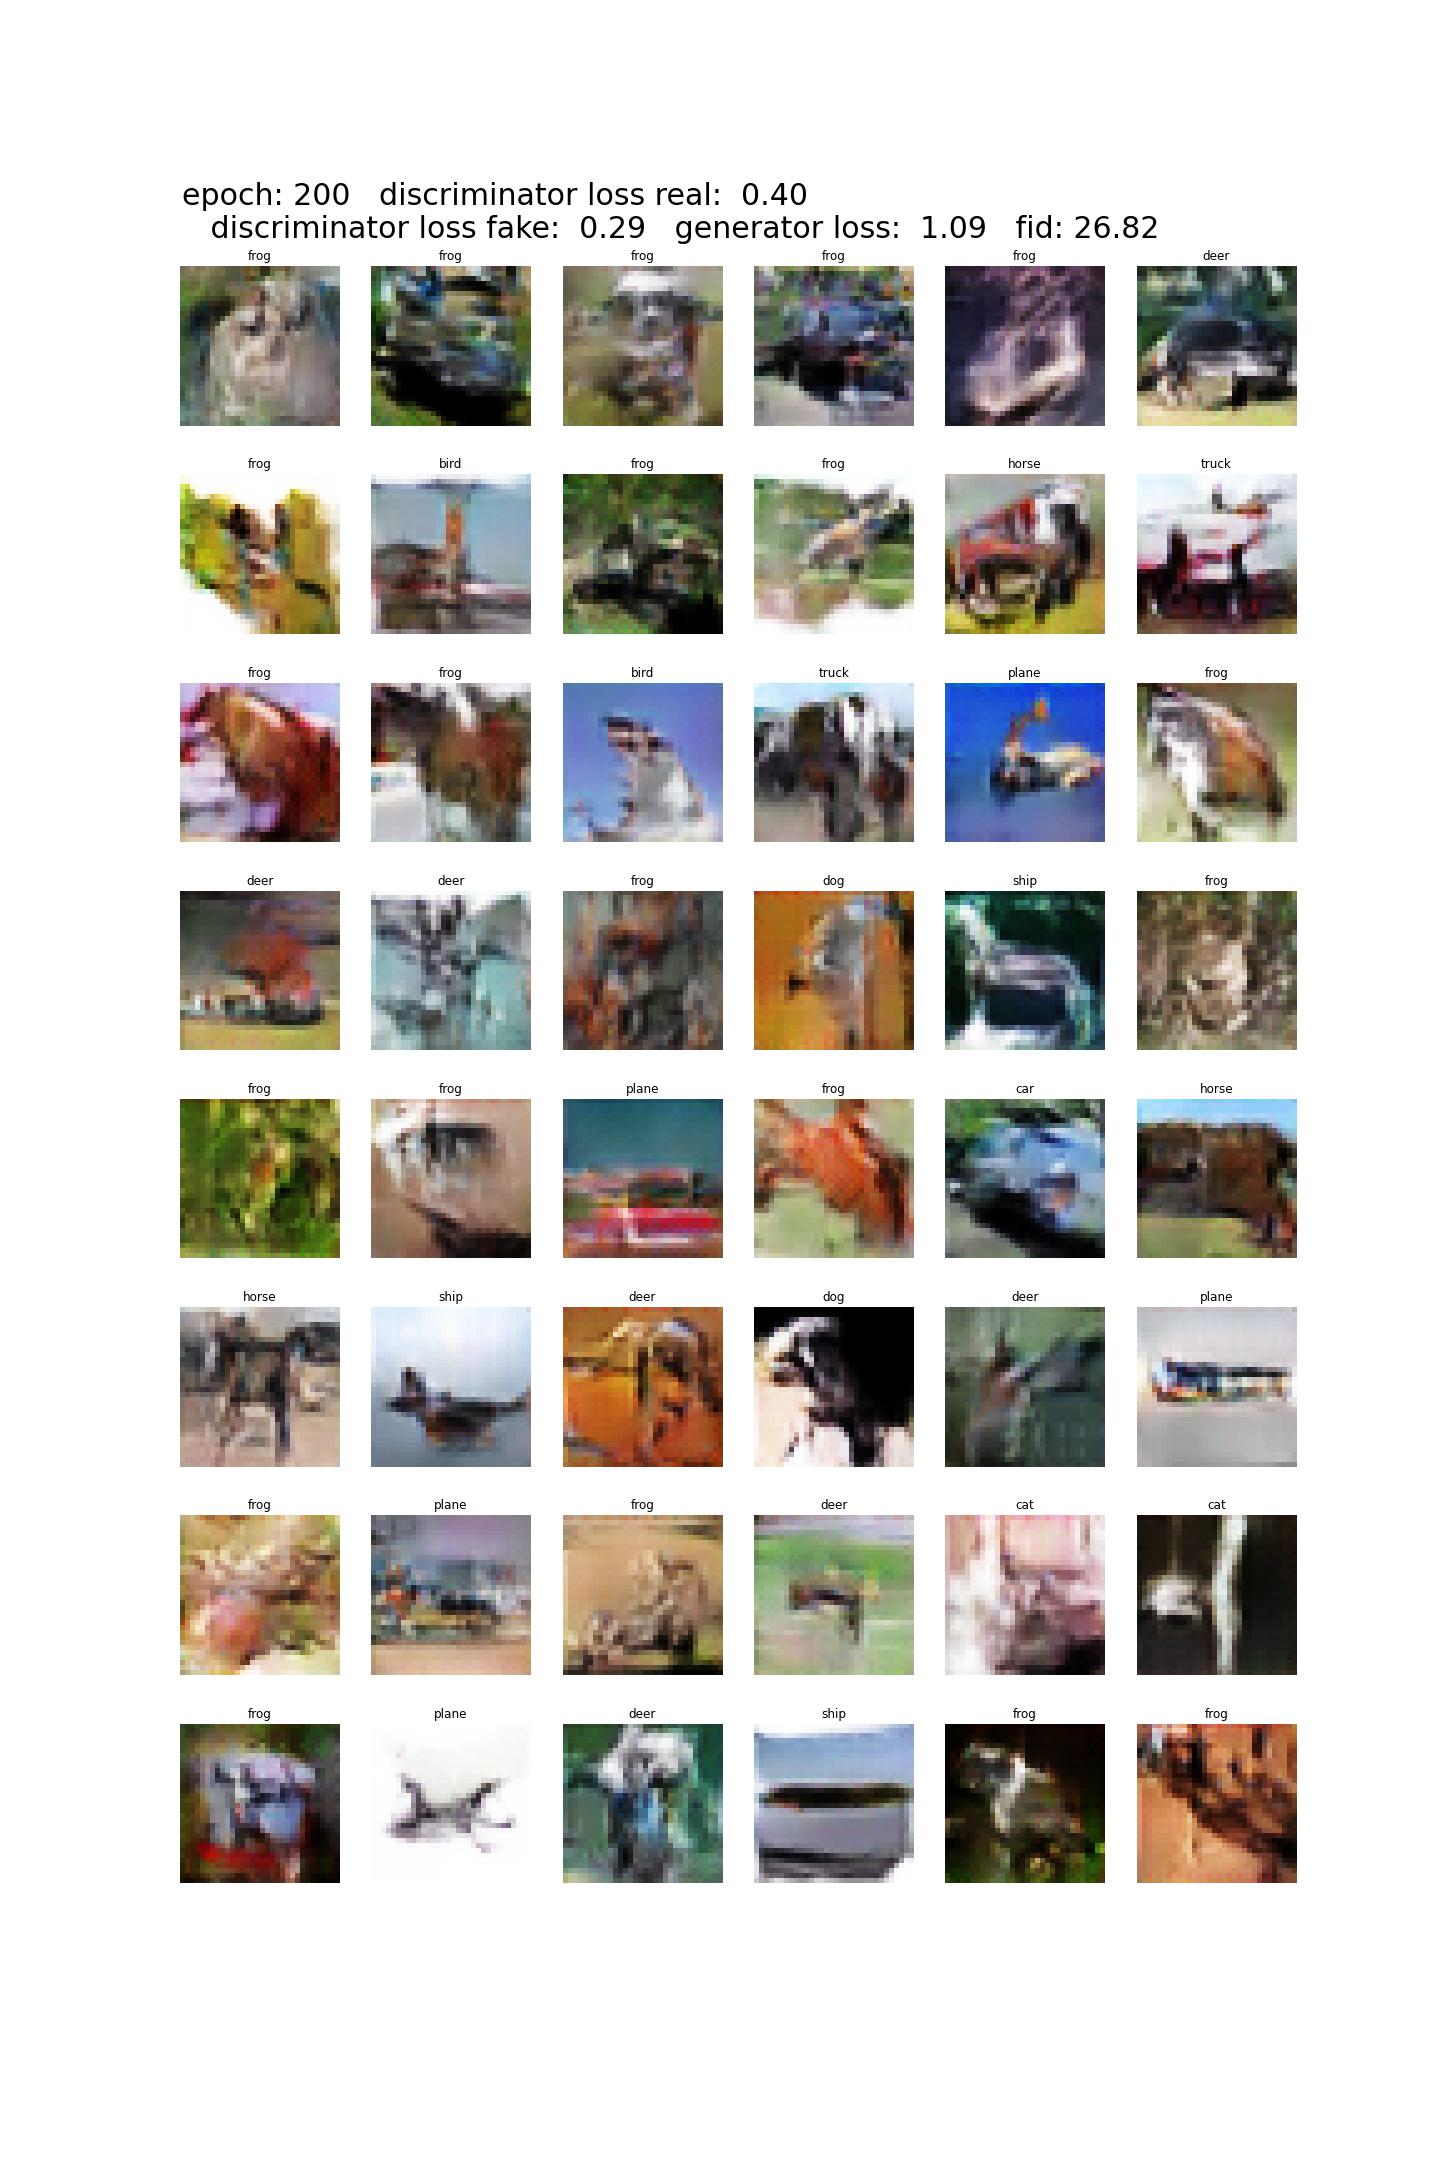 epoch: 200 discriminator loss real: 0.40
discriminator loss fake: 0.29 generator loss: 1.09 fid: 26.82
frog frog frog frog frog deer
frog bird frog frog horse truck
frog frog bird truck plane frog
deer deer frog dog ship frog
frog frog plane frog car horse
horse ship deer dog deer plane
frog plane frog deer cat cat
frog plane deer ship frog frog